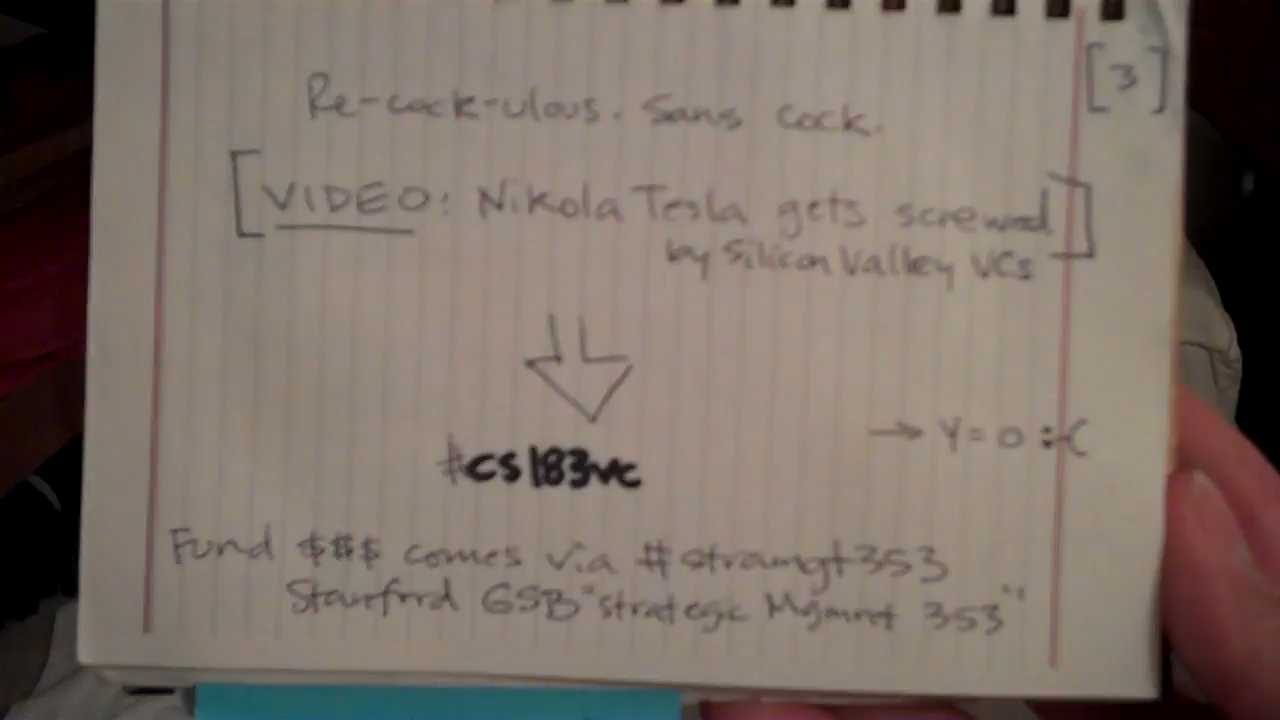 [3]
Re-cock-ulous. Sans cock.
[VIDEO: Nikola Tesla gets screwed
by Silicon Valley VCs]
#cs183vc
→ Y=0 :-(
Fund $$$ comes via #stramgt353
Stanford GSB "Strategic Mgmnt 353"